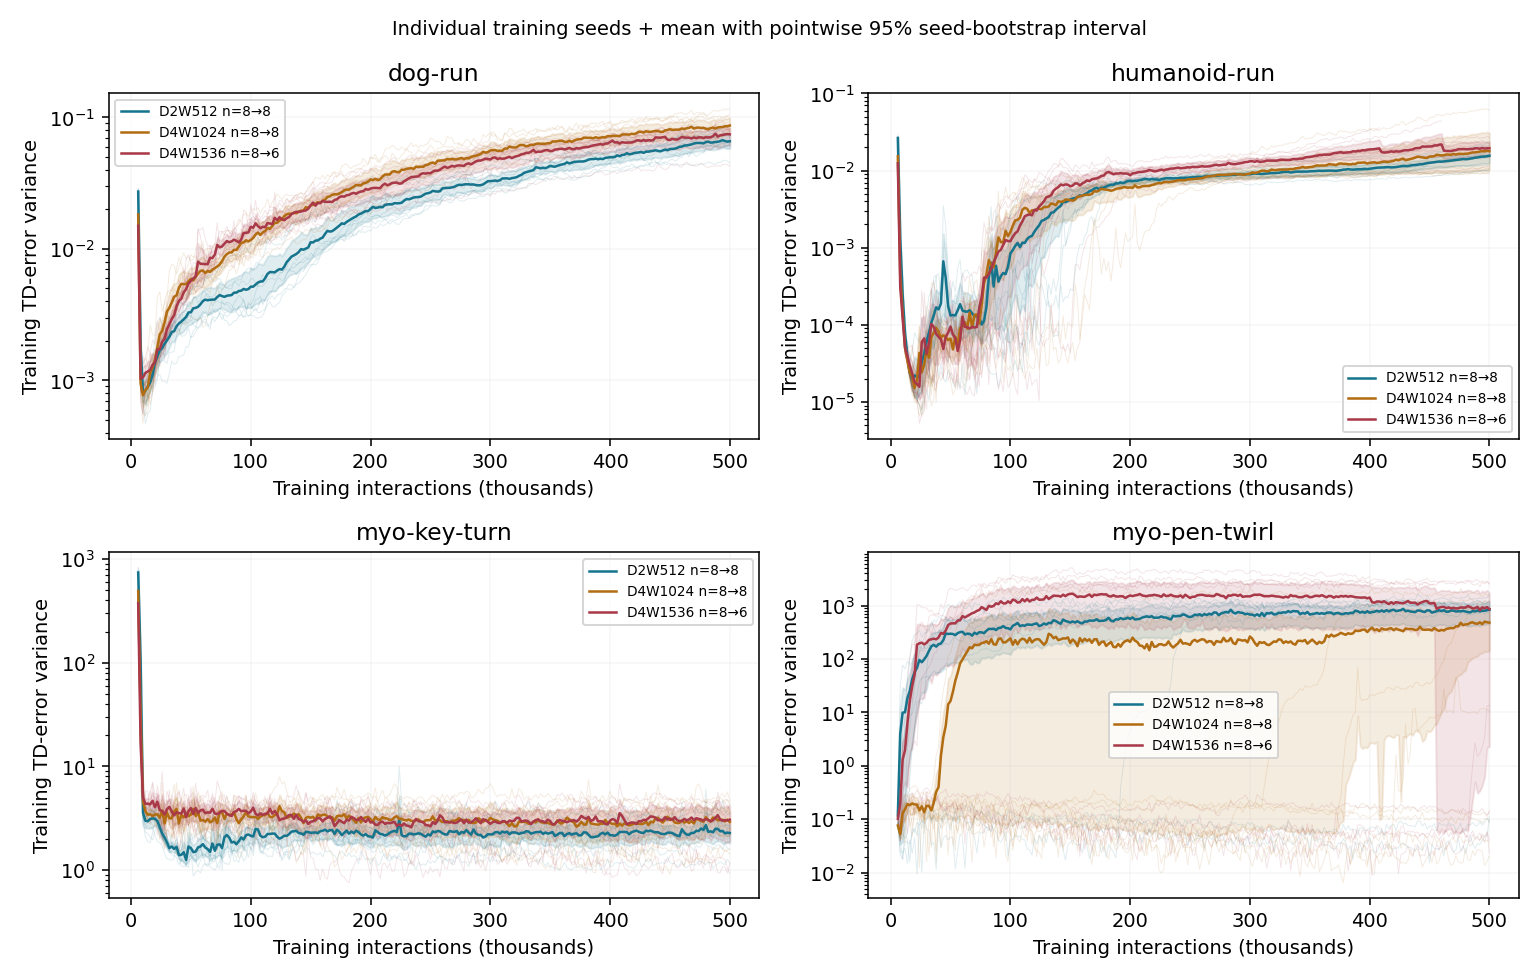 Individual training seeds + mean with pointwise 95% seed-bootstrap interval
dog-run
Training TD-error variance
10⁻¹
10⁻²
10⁻³
D2W512 n=8→8
D4W1024 n=8→8
D4W1536 n=8→6
0 100 200 300 400 500
Training interactions (thousands)
humanoid-run
Training TD-error variance
10⁻¹
10⁻²
10⁻³
10⁻⁴
10⁻⁵
D2W512 n=8→8
D4W1024 n=8→8
D4W1536 n=8→6
0 100 200 300 400 500
Training interactions (thousands)
myo-key-turn
Training TD-error variance
10³
10²
10¹
10⁰
D2W512 n=8→8
D4W1024 n=8→8
D4W1536 n=8→6
0 100 200 300 400 500
Training interactions (thousands)
myo-pen-twirl
Training TD-error variance
10³
10²
10¹
10⁰
10⁻¹
10⁻²
D2W512 n=8→8
D4W1024 n=8→8
D4W1536 n=8→6
0 100 200 300 400 500
Training interactions (thousands)